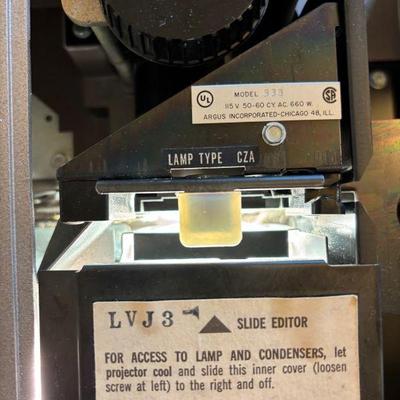 MODEL 333
115 V. 50-60 CY. AC. 660 W.
ARGUS INCORPORATED-CHICAGO 48, ILL.
LAMP TYPE CZA
LVJ3
SLIDE EDITOR
FOR ACCESS TO LAMP AND CONDENSERS, let
projector cool and slide this inner cover (loosen
screw at left) to the right and off.